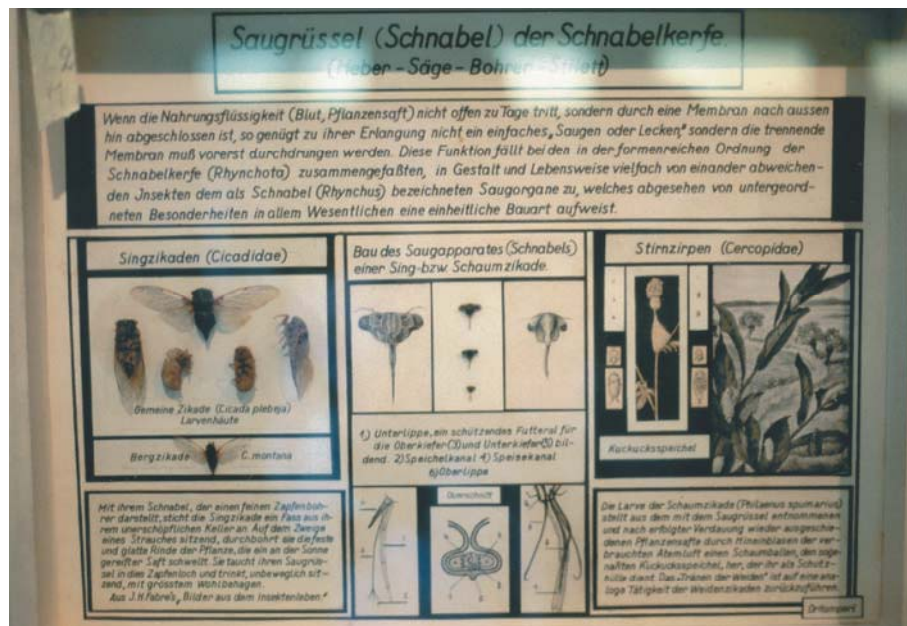 Saugrüssel (Schnabel) der Schnabelkerfe.
(Heber - Säge - Bohrer - Stilett)
Wenn die Nahrungsflüssigkeit (Blut, Pflanzensaft) nicht offen zu Tage tritt, sondern durch eine Membran nach aussen
hin abgeschlossen ist, so genügt zu ihrer Erlangung nicht ein einfaches „Saugen oder Lecken,“ sondern die trennende
Membran muß vorerst durchdrungen werden. Diese Funktion fällt bei den in der formenreichen Ordnung der
Schnabelkerfe (Rhynchota) zusammengefaßten, in Gestalt und Lebensweise vielfach von einander abweichen-
den Jnsekten dem als Schnabel (Rhynchus) bezeichneten Saugorgane zu, welches abgesehen von untergeord-
neten Besonderheiten in allem Wesentlichen eine einheitliche Bauart aufweist.
Singzikaden (Cicadidae)
Gemeine Zikade (Cicada plebeja)
Larvenhäute
Bergzikade C. montana
Mit ihrem Schnabel, der einen feinen Zapfenboh-
rer darstellt, sticht die Singzikade ein Fass aus ih-
rem unerschöpflichen Keller an. Auf dem Zweige
eines Strauches sitzend, durchbohrt sie die feste
und glatte Rinde der Pflanze, die ein an der Sonne
gereifter Saft schwellt. Sie taucht ihren Saugrüs-
sel in dies Zapfenloch und trinkt, unbeweglich sit-
zend, mit grösstem Wohlbehagen.
Aus J.H. Fabre's „Bilder aus dem Insektenleben.“
Bau des Saugapparates (Schnabels)
einer Sing-bzw. Schaumzikade.
1) Unterlippe, ein schützendes Futteral für
die Oberkiefer (3) und Unterkiefer (5) bil-
dend. 2) Speichelkanal 4) Speisekanal
6) Oberlippe
Querschnitt
Stirnzirpen (Cercopidae)
Kuckucksspeichel
Die Larve der Schaumzikade (Philaenus spumarius)
stellt aus dem mit dem Saugrüssel entnommenen
und nach erfolgter Verdauung wieder ausgeschie-
denen Pflanzensafte durch Hineinblasen der ver-
brauchten Atemluft einen Schaumballen, den soge-
naßten Kuckucksspeichel, her, der ihr als Schutz-
hülle dient. Das „Tränen der Weiden“ ist auf eine ana-
loge Tätigkeit der Weidenzikaden zurückzuführen.